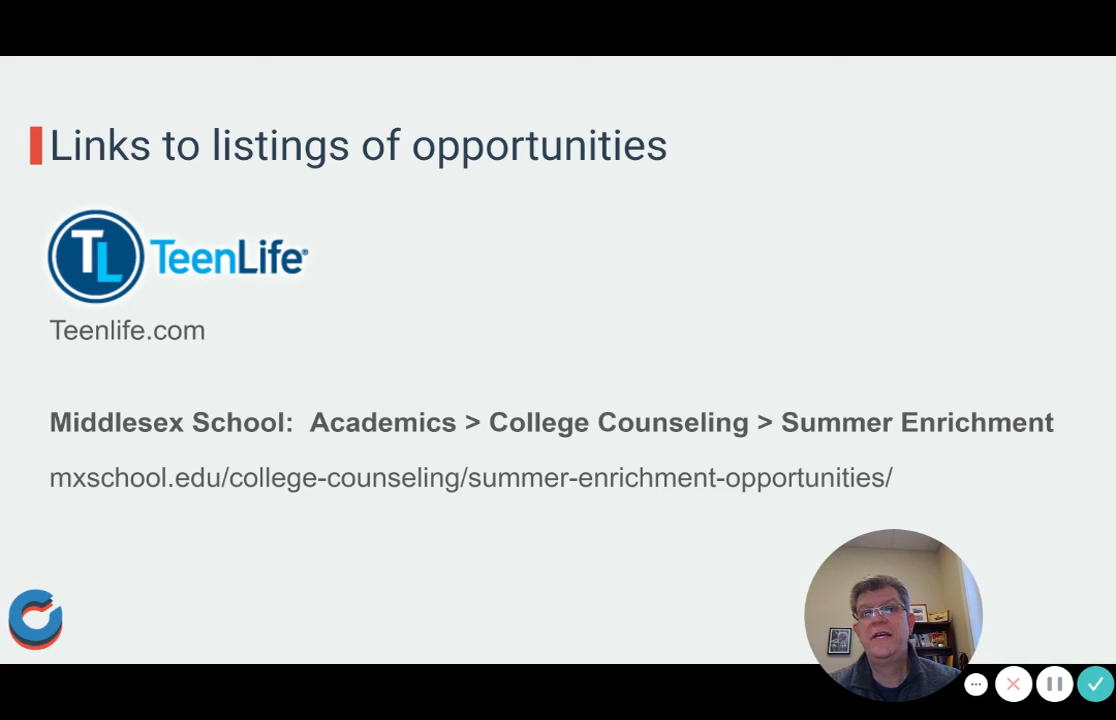 Links to listings of opportunities
TL TeenLife®
Teenlife.com
Middlesex School:  Academics > College Counseling > Summer Enrichment
mxschool.edu/college-counseling/summer-enrichment-opportunities/